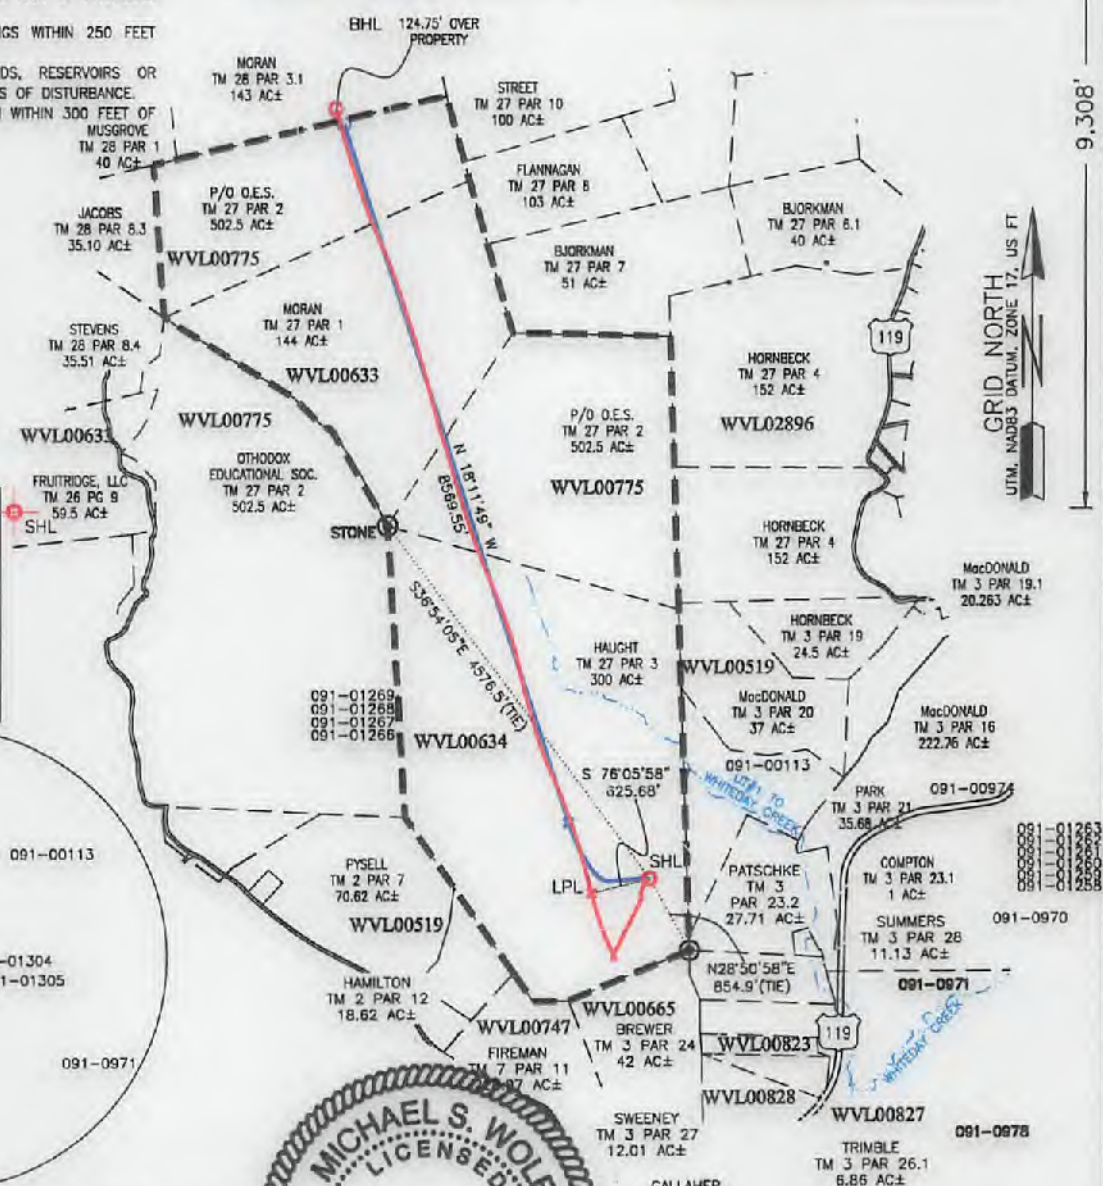 GS WITHIN 250 FEET
DS, RESERVOIRS OR
S OF DISTURBANCE.
WITHIN 300 FEET OF
BHL 124.75' OVER
PROPERTY
MORAN
TM 28 PAR 3.1
143 AC±
STREET
TM 27 PAR 10
100 AC±
MUSGROVE
TM 28 PAR 1
40 AC±
FLANNAGAN
TM 27 PAR 8
103 AC±
P/O O.E.S.
TM 27 PAR 2
502.5 AC±
WVL00775
JACOBS
TM 28 PAR 8.3
35.10 AC±
BJORKMAN
TM 27 PAR 6.1
40 AC±
BJORKMAN
TM 27 PAR 7
51 AC±
9,308'
GRID NORTH
UTM, NAD83 DATUM, ZONE 17, US FT
N
MORAN
TM 27 PAR 1
144 AC±
WVL00633
STEVENS
TM 28 PAR 8.4
35.51 AC±
119
HORNBECK
TM 27 PAR 4
152 AC±
WVL02896
WVL00775
WVL00633
P/O O.E.S.
TM 27 PAR 2
502.5 AC±
WVL00775
OTHODOX
EDUCATIONAL SOC.
TM 27 PAR 2
502.5 AC±
FRUITRIDGE, LLC
TM 26 PG 9
59.5 AC±
SHL
N 18°11'49" W
8569.55'
STONE
HORNBECK
TM 27 PAR 4
152 AC±
MacDONALD
TM 3 PAR 19.1
20.263 AC±
S36°54'05"E 4576.5'(TIE)
HORNBECK
TM 3 PAR 19
24.5 AC±
HAUGHT
TM 27 PAR 3
300 AC±
WVL00519
091-01269
091-01268
091-01267
091-01266
WVL00634
MacDONALD
TM 3 PAR 20
37 AC±
MacDONALD
TM 3 PAR 16
222.76 AC±
091-00113
UT#1 TO
WHITEDAY CREEK
S 76°05'58"
625.68'
091-00974
PARK
TM 3 PAR 21
35.68 AC±
091-01263
091-01262
091-01261
091-01260
091-01259
091-01258
091-00113
PYSELL
TM 2 PAR 7
70.62 AC±
WVL00519
LPL
SHL
PATSCHKE
TM 3
PAR 23.2
27.71 AC±
COMPTON
TM 3 PAR 23.1
1 AC±
091-0970
SUMMERS
TM 3 PAR 28
11.13 AC±
091-0971
-01304
1-01305
HAMILTON
TM 2 PAR 12
18.62 AC±
N28°50'58"E
854.9'(TIE)
WVL00665
WVL00747
BREWER
TM 3 PAR 24
42 AC±
WVL00823
119
WHITEDAY CREEK
091-0971
FIREMAN
TM 7 PAR 11
AC±
WVL00828
WVL00827
MICHAEL S. WOLF
LICENSED
SWEENEY
TM 3 PAR 27
12.01 AC±
091-0978
TRIMBLE
TM 3 PAR 26.1
6.86 AC±
GALLAHER